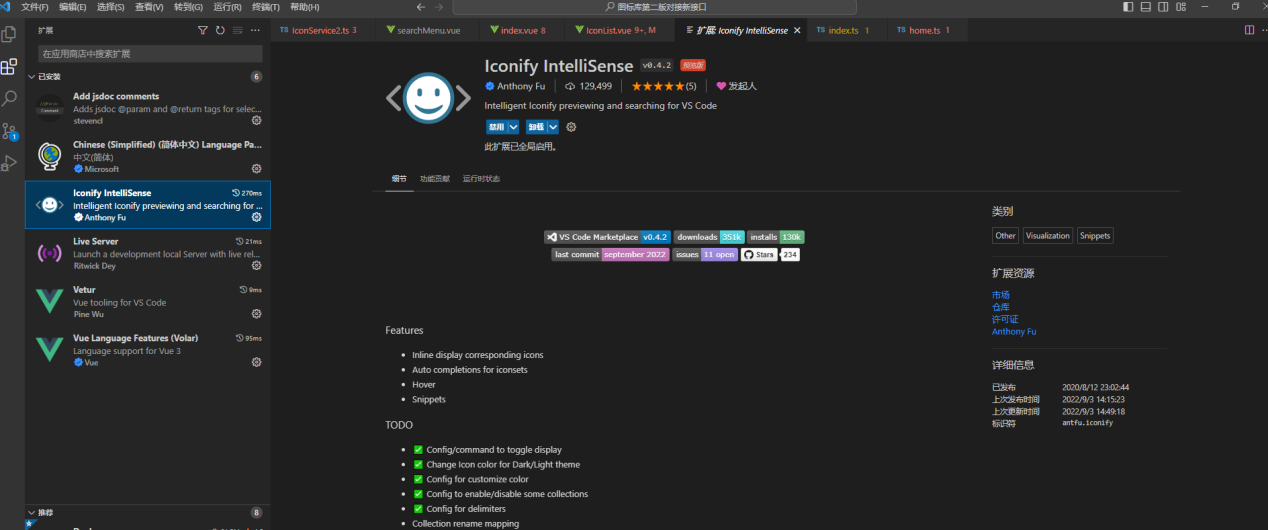 文件(F) 编辑(E) 选择(S) 查看(V) 转到(G) 运行(R) 终端(T) 帮助(H)
图标库第二版对接新接口
扩展
TS IconService2.ts 3
searchMenu.vue
index.vue 8
IconList.vue 9+, M
扩展: Iconify IntelliSense
TS index.ts 1
TS home.ts 1
在应用商店中搜索扩展
已安装 6
Add jsdoc comments
Adds jsdoc @param and @return tags for selec...
stevend
Chinese (Simplified) (简体中文) Language Pa...
中文(简体)
Microsoft
Iconify IntelliSense 270ms
Intelligent Iconify previewing and searching for ...
Anthony Fu
Live Server 21ms
Launch a development local Server with live rel...
Ritwick Dey
Vetur 9ms
Vue tooling for VS Code
Pine Wu
Vue Language Features (Volar) 95ms
Language support for Vue 3
Vue
推荐 8
1
Iconify IntelliSense v0.4.2 预览版
Anthony Fu 129,499 (5) 发起人
Intelligent Iconify previewing and searching for VS Code
禁用 卸载
此扩展已全局启用。
细节 功能贡献 运行时状态
VS Code Marketplace v0.4.2 downloads 351k installs 130k
last commit september 2022 issues 11 open Stars 234
Features
Inline display corresponding icons
Auto completions for iconsets
Hover
Snippets
TODO
Config/command to toggle display
Change Icon color for Dark/Light theme
Config for customize color
Config to enable/disable some collections
Config for delimiters
Collection rename mapping
类别
Other Visualization Snippets
扩展资源
市场
仓库
许可证
Anthony Fu
详细信息
已发布 2020/8/12 23:02:44
上次发布时间 2022/9/3 14:15:23
上次更新时间 2022/9/3 14:49:18
标识符 antfu.iconify